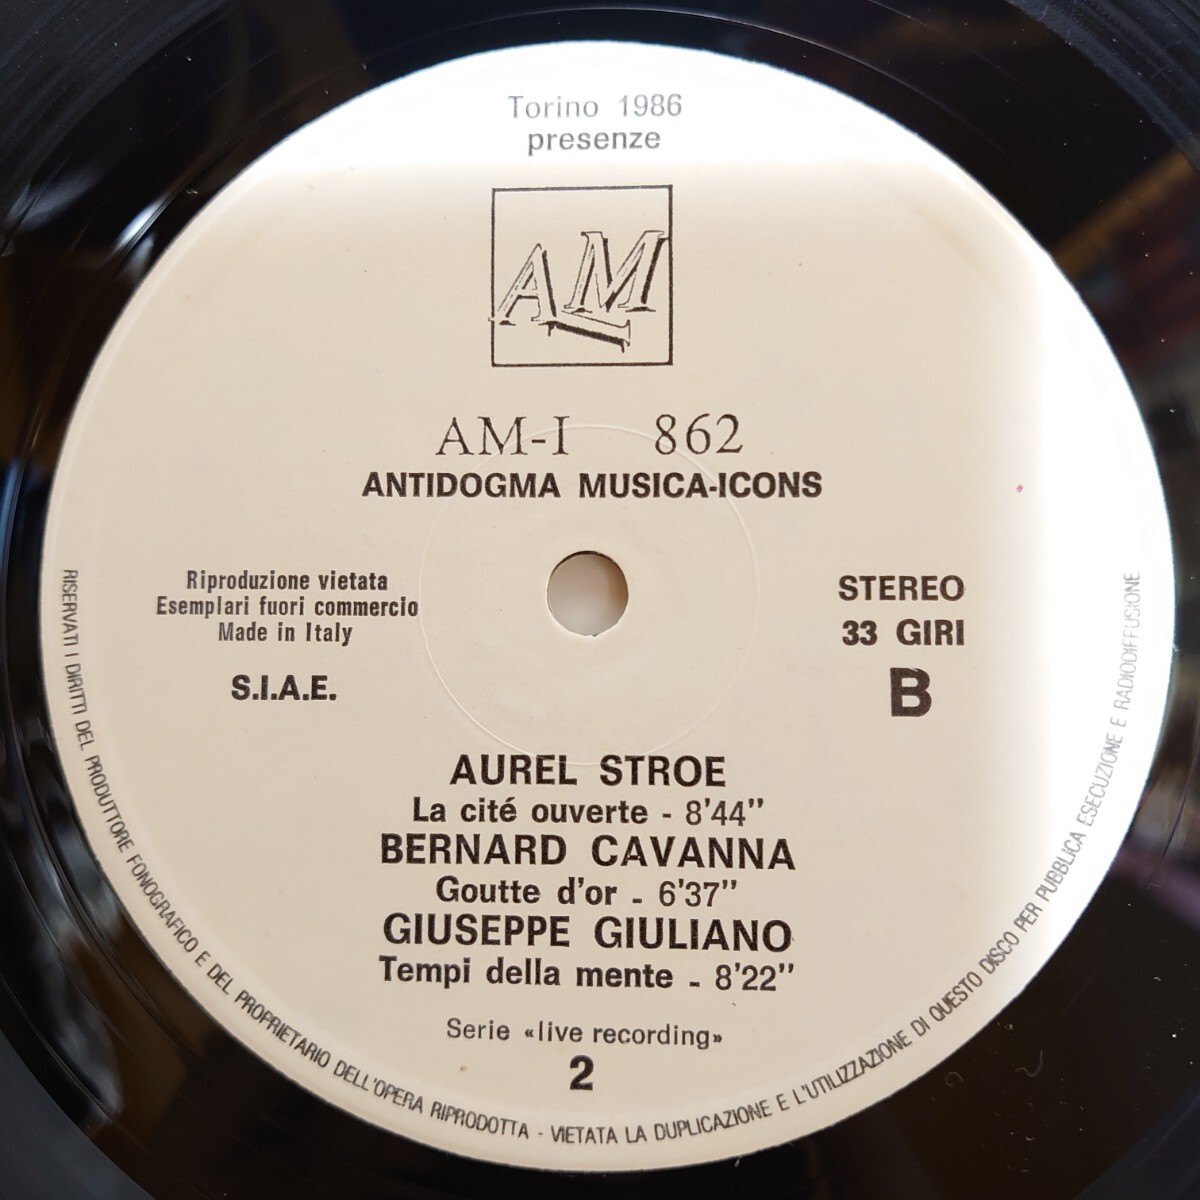 Torino 1986
presenze
AM
AM-I 862
ANTIDOGMA MUSICA-ICONS
Riproduzione vietata
Esemplari fuori commercio
Made in Italy
S.I.A.E.
STEREO
33 GIRI
B
AUREL STROE
La cité ouverte - 8'44"
BERNARD CAVANNA
Goutte d'or - 6'37"
GIUSEPPE GIULIANO
Tempi della mente - 8'22"
Serie «live recording»
2
RISERVATI I DIRITTI DEL PRODUTTORE FONOGRAFICO E DEL PROPRIETARIO DELL'OPERA RIPRODOTTA - VIETATA LA DUPLICAZIONE E L'UTILIZZAZIONE DI QUESTO DISCO PER PUBBLICA ESECUZIONE E RADIODIFFUSIONE